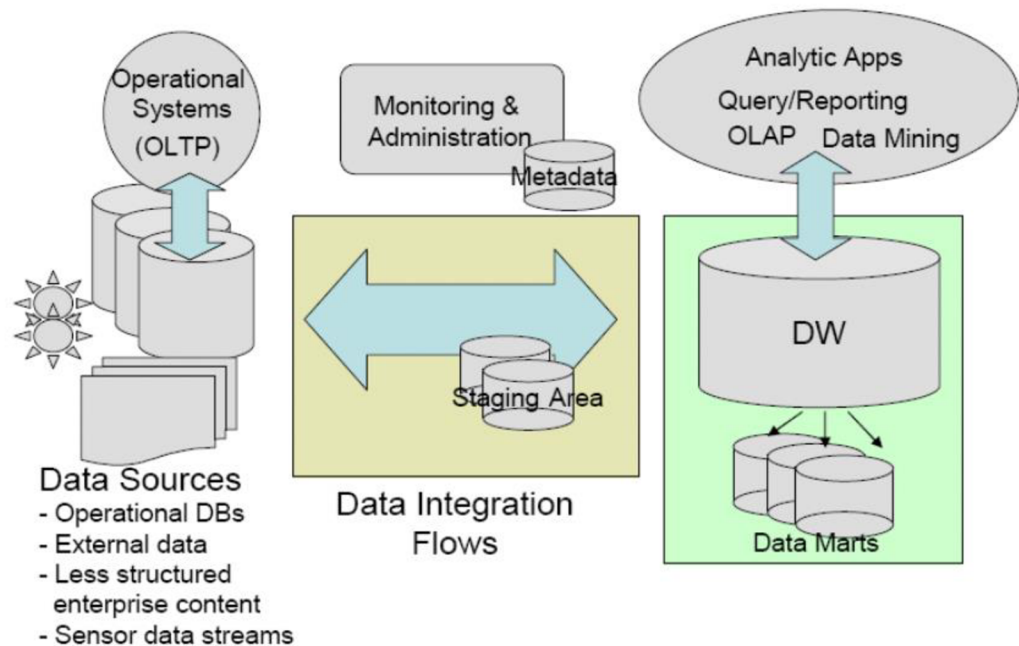 Operational
Systems
(OLTP)
Monitoring &
Administration
Metadata
Analytic Apps
Query/Reporting
OLAP Data Mining
Staging Area
DW
Data Marts
Data Integration
Flows
Data Sources
- Operational DBs
- External data
- Less structured
enterprise content
- Sensor data streams